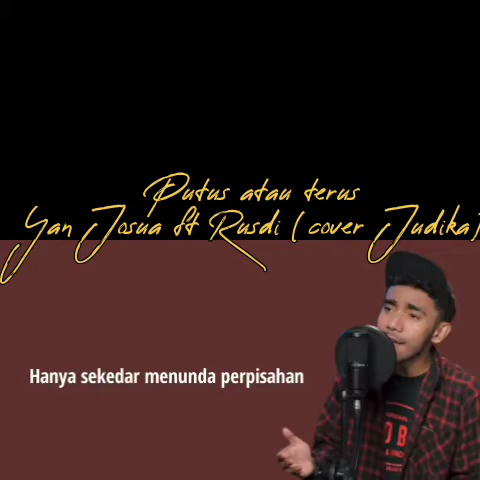 Putus atau terus
Yan Josua ft Rusdi ( cover Judika)
Hanya sekedar menunda perpisahan